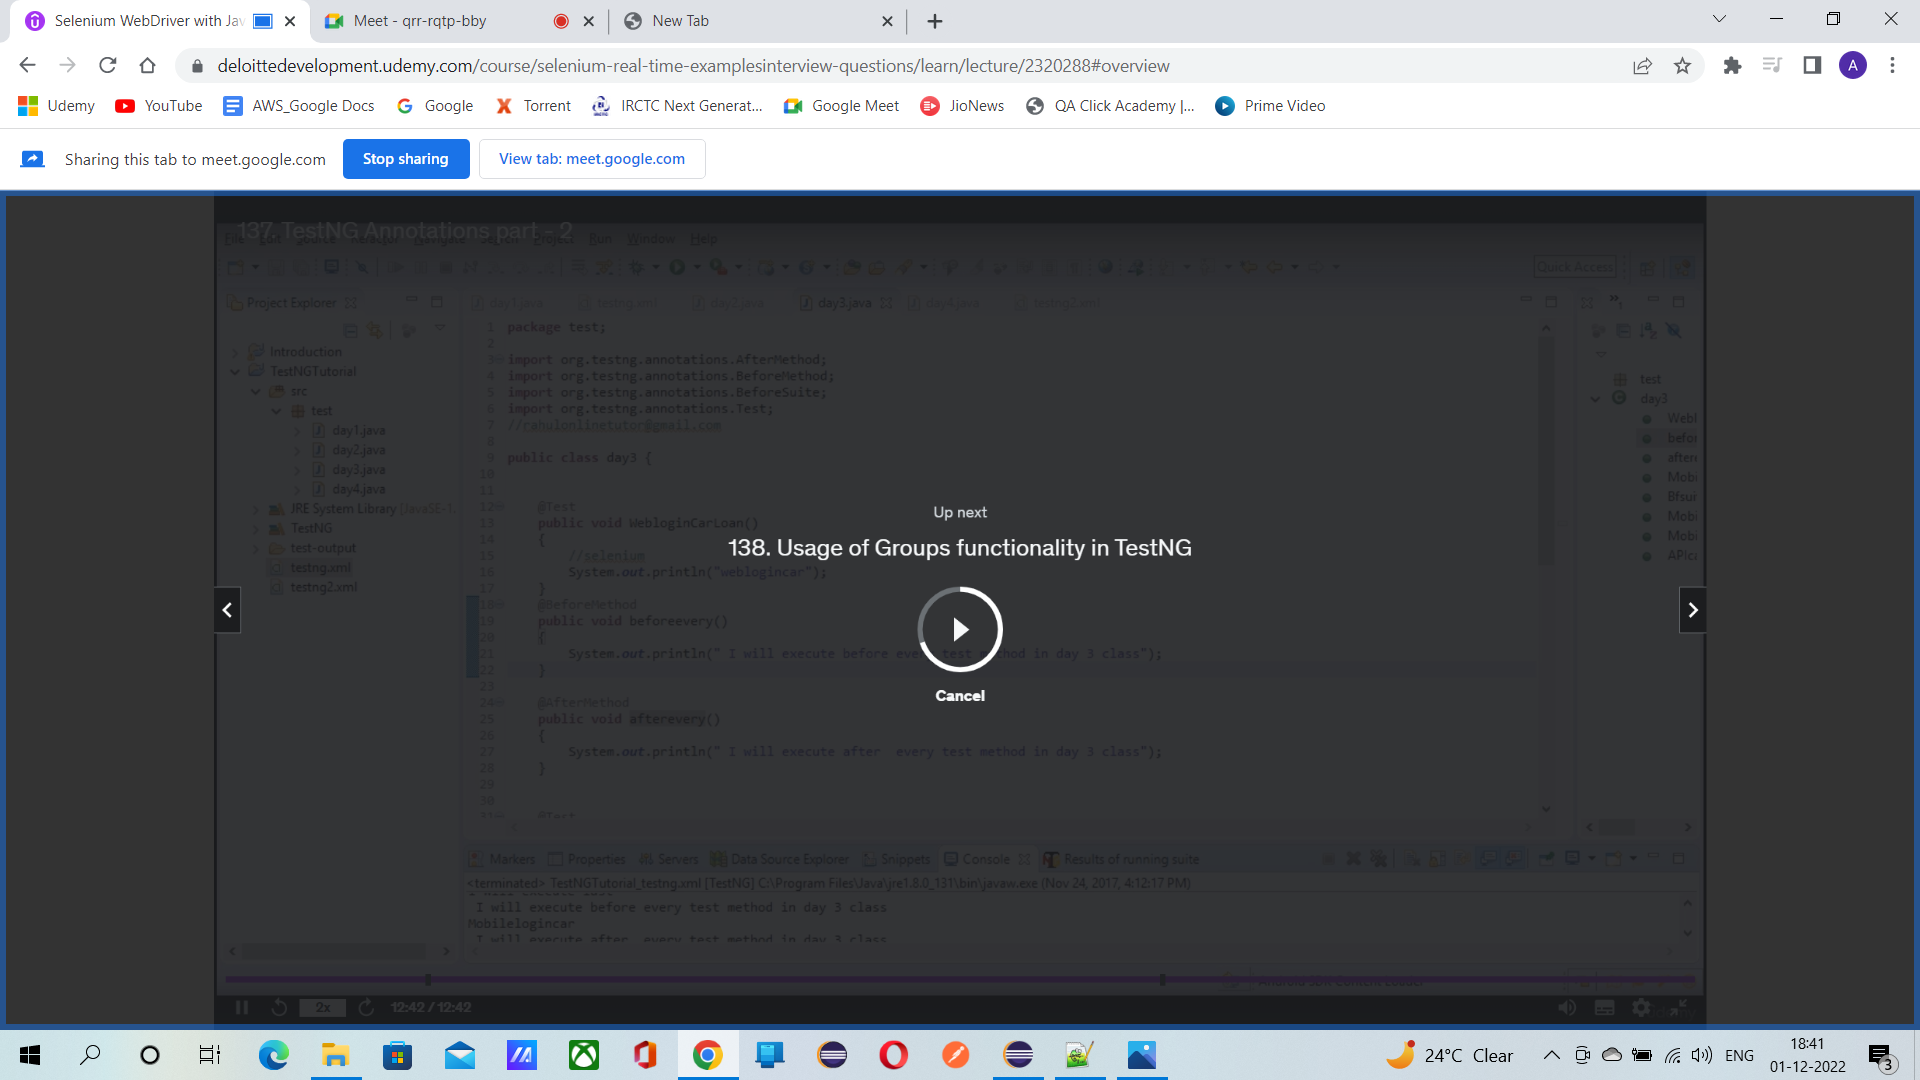 Selenium WebDriver with Jav
Meet - qrr-rqtp-bby
New Tab
deloittedevelopment.udemy.com/course/selenium-real-time-examplesinterview-questions/learn/lecture/2320288#overview
A
Udemy
YouTube
AWS_Google Docs
Google
Torrent
IRCTC Next Generat...
Google Meet
JioNews
QA Click Academy |...
Prime Video
Sharing this tab to meet.google.com
Stop sharing
View tab: meet.google.com
137. TestNG Annotations part - 2
File Edit Source Refactor Navigate Search Project Run Window Help
Quick Access
Project Explorer
day1.java
testng.xml
day2.java
day3.java
day4.java
testng2.xml
Introduction
TestNGTutorial
src
test
day1.java
day2.java
day3.java
day4.java
JRE System Library [JavaSE-1.
TestNG
test-output
testng.xml
testng2.xml
1 package test;
2
3 import org.testng.annotations.AfterMethod;
4 import org.testng.annotations.BeforeMethod;
5 import org.testng.annotations.BeforeSuite;
6 import org.testng.annotations.Test;
7 //rahulonlinetutor@gmail.com
8
9 public class day3 {
10
11
12 @Test
13 public void WebloginCarLoan()
14 {
15 //selenium
16 System.out.println("weblogincar");
17 }
18 @BeforeMethod
19 public void beforeevery()
20 {
21 System.out.println(" I will execute before every test method in day 3 class");
22 }
23
24 @AfterMethod
25 public void afterevery()
26 {
27 System.out.println(" I will execute after  every test method in day 3 class");
28 }
29
30
31 @Test
test
day3
Webl
befor
aftere
Mobi
Bfsui
Mobi
Mobi
APIca
Up next
138. Usage of Groups functionality in TestNG
Cancel
Markers
Properties
Servers
Data Source Explorer
Snippets
Console
Results of running suite
<terminated> TestNGTutorial_testng.xml [TestNG] C:\Program Files\Java\jre1.8.0_131\bin\javaw.exe (Nov 24, 2017, 4:12:17 PM)
I will execute before every test method in day 3 class
Mobilelogincar
I will execute after  every test method in day 3 class
Android SDK Content Loader
2x
12:42 / 12:42
24°C Clear
ENG
18:41
01-12-2022
3